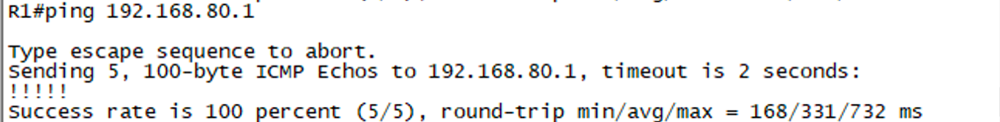 R1#ping 192.168.80.1
Type escape sequence to abort.
Sending 5, 100-byte ICMP Echos to 192.168.80.1, timeout is 2 seconds:
!!!!!
Success rate is 100 percent (5/5), round-trip min/avg/max = 168/331/732 ms